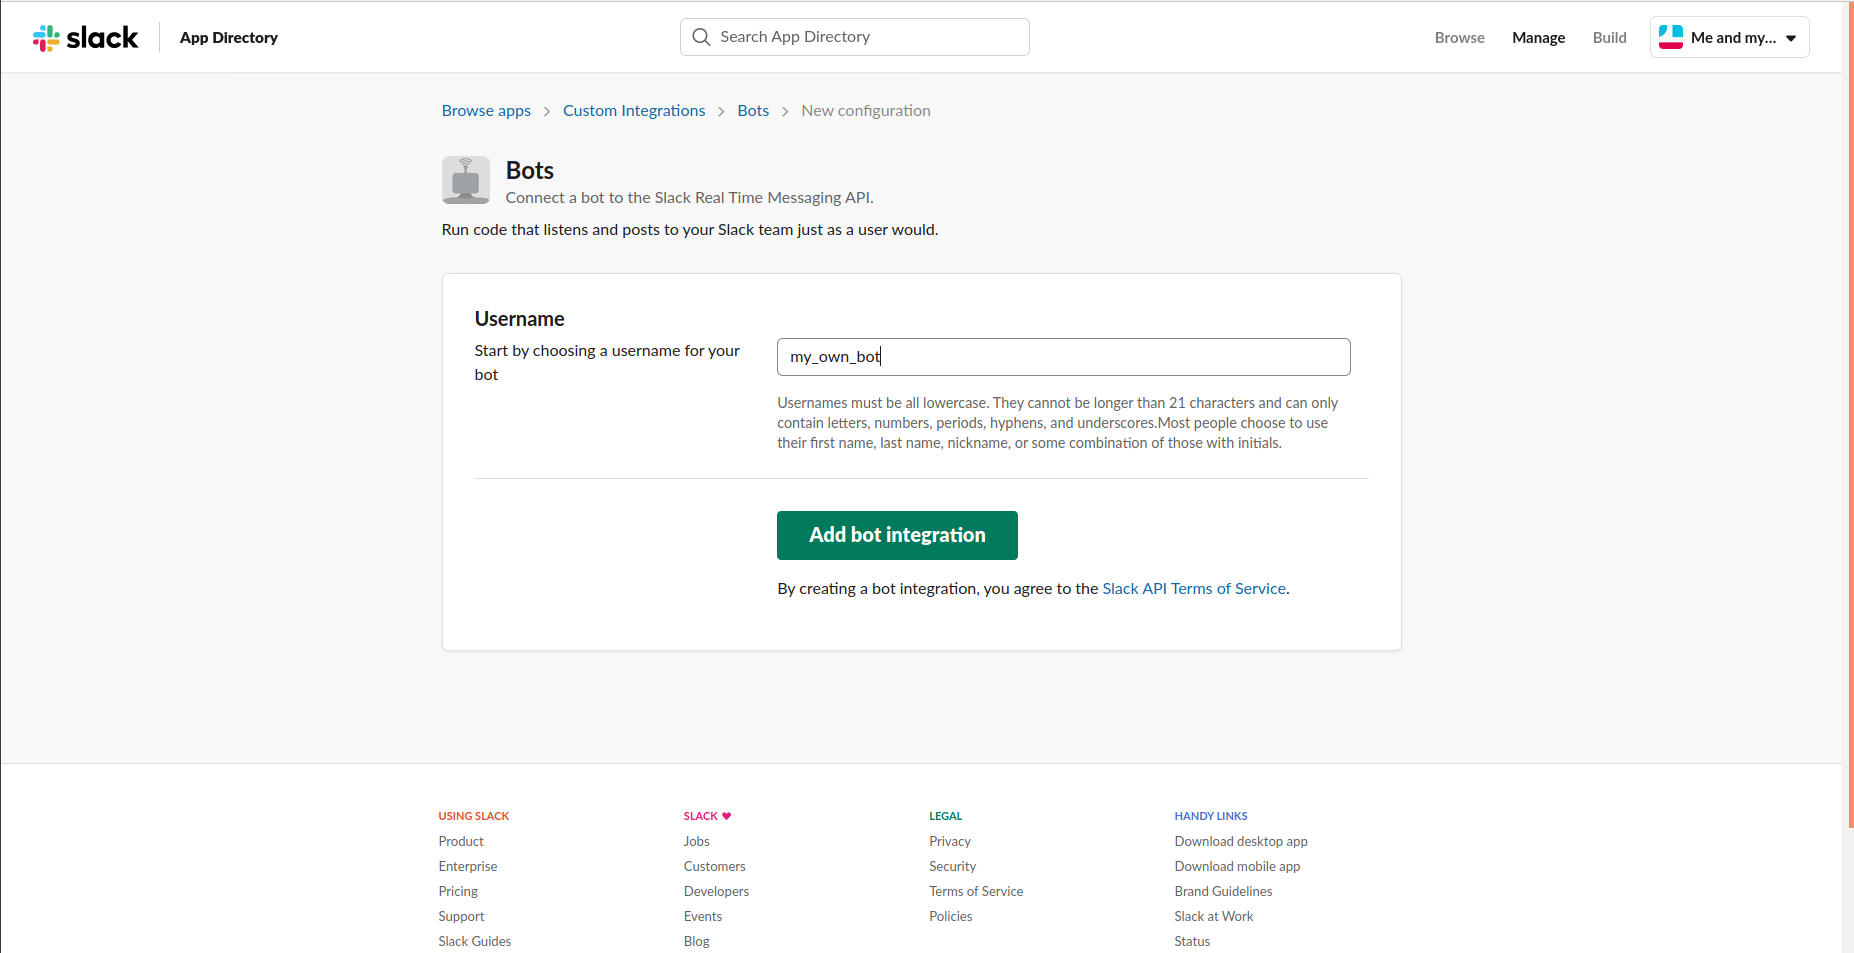 slack App Directory Search App Directory Browse Manage Build Me and my...
Browse apps > Custom Integrations > Bots > New configuration
Bots
Connect a bot to the Slack Real Time Messaging API.
Run code that listens and posts to your Slack team just as a user would.
Username
Start by choosing a username for your
bot
my_own_bot
Usernames must be all lowercase. They cannot be longer than 21 characters and can only
contain letters, numbers, periods, hyphens, and underscores.Most people choose to use
their first name, last name, nickname, or some combination of those with initials.
Add bot integration
By creating a bot integration, you agree to the Slack API Terms of Service.
USING SLACK
Product
Enterprise
Pricing
Support
Slack Guides
SLACK ♥
Jobs
Customers
Developers
Events
Blog
LEGAL
Privacy
Security
Terms of Service
Policies
HANDY LINKS
Download desktop app
Download mobile app
Brand Guidelines
Slack at Work
Status